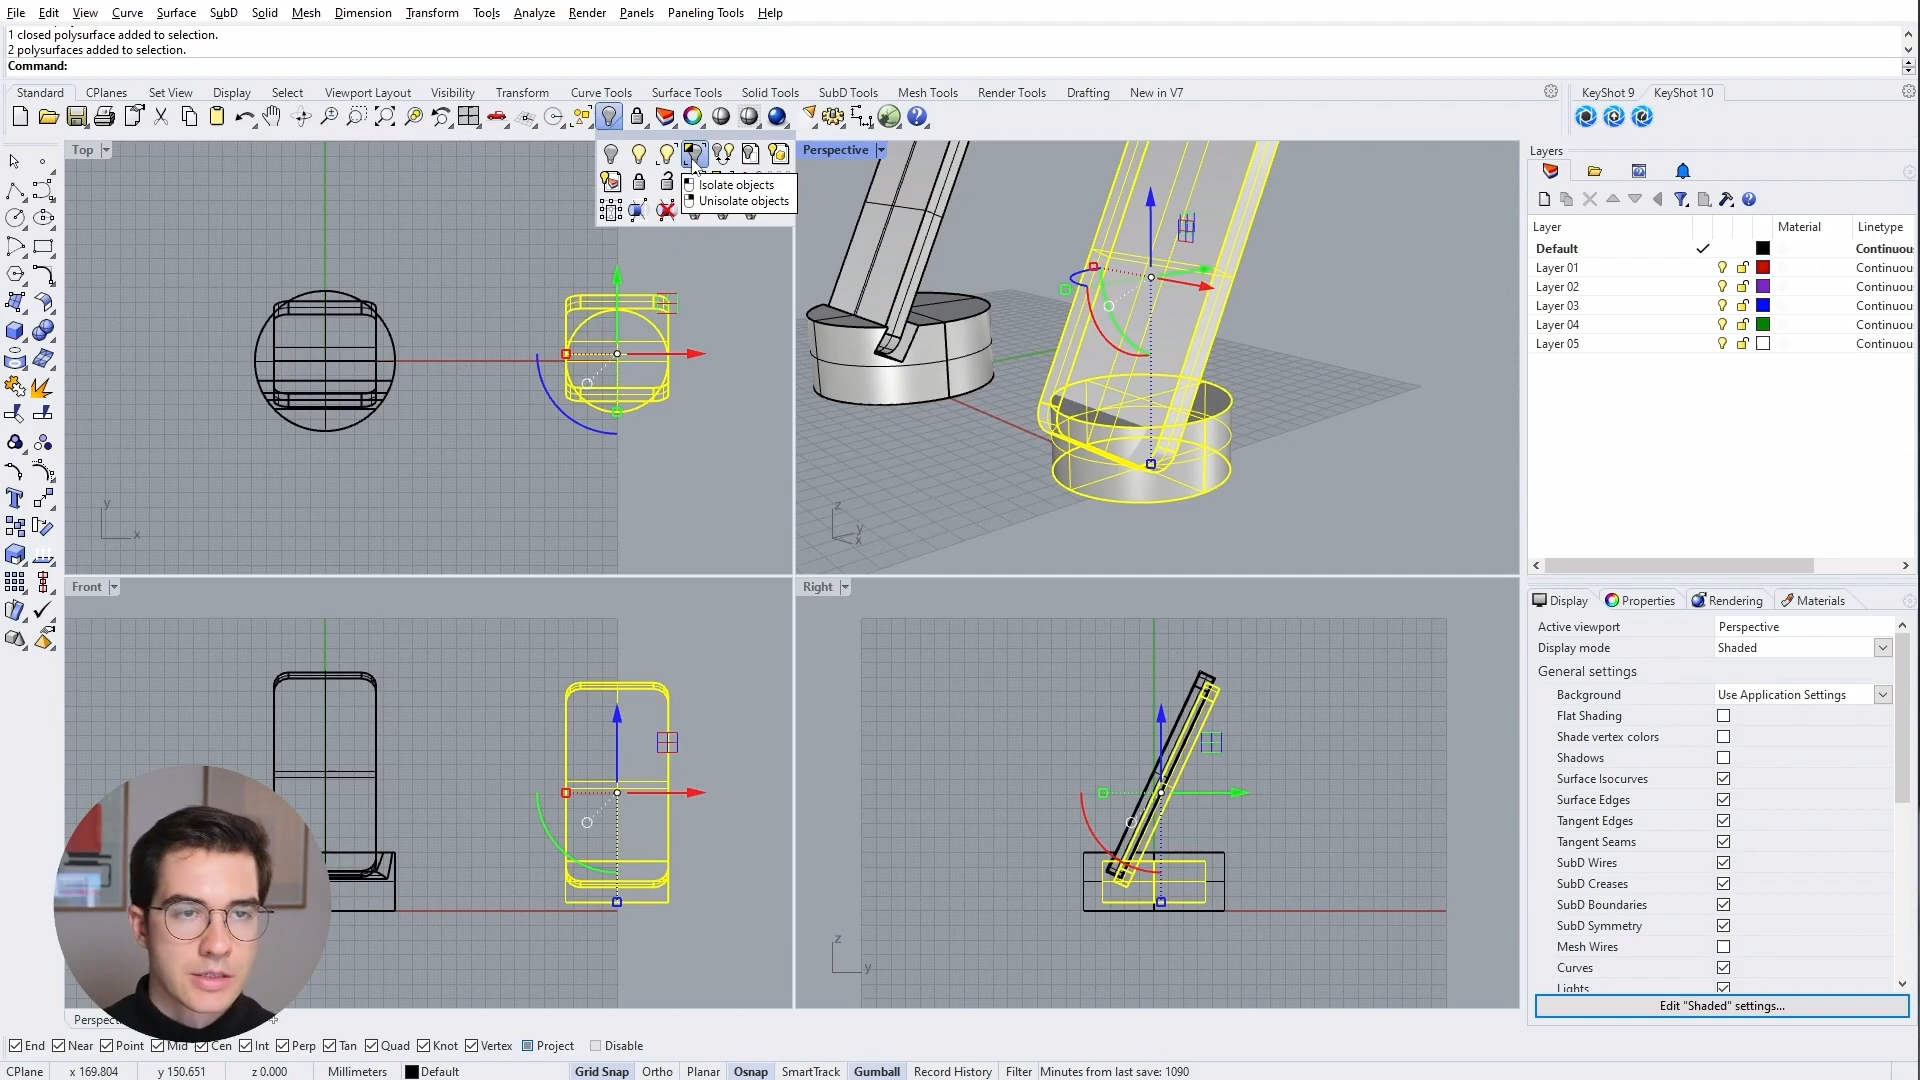 File Edit View Curve Surface SubD Solid Mesh Dimension Transform Tools Analyze Render Panels Paneling Tools Help
1 closed polysurface added to selection.
2 polysurfaces added to selection.
Command:
Standard CPlanes Set View Display Select Viewport Layout Visibility Transform Curve Tools Surface Tools Solid Tools SubD Tools Mesh Tools Render Tools Drafting New in V7
KeyShot 9 KeyShot 10
Top
Perspective
Isolate objects
Unisolate objects
y
x
z
y
x
Front
Right
z
y
Layers
Layer Material Linetype
Default Continuou
Layer 01 Continuou
Layer 02 Continuou
Layer 03 Continuou
Layer 04 Continuou
Layer 05 Continuou
Display Properties Rendering Materials
Active viewport Perspective
Display mode Shaded
General settings
Background Use Application Settings
Flat Shading
Shade vertex colors
Shadows
Surface Isocurves
Surface Edges
Tangent Edges
Tangent Seams
SubD Wires
SubD Creases
SubD Boundaries
SubD Symmetry
Mesh Wires
Curves
Lights
Edit "Shaded" settings...
Perspec
End Near Point Mid Cen Int Perp Tan Quad Knot Vertex Project Disable
CPlane x 169.804 y 150.651 z 0.000 Millimeters Default Grid Snap Ortho Planar Osnap SmartTrack Gumball Record History Filter Minutes from last save: 1090